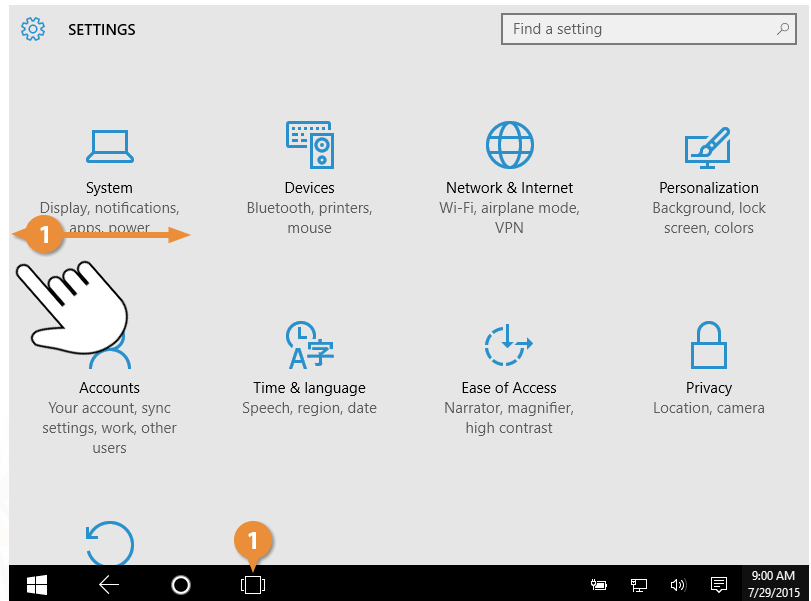 SETTINGS
Find a setting
System
Display, notifications,
apps, power
Devices
Bluetooth, printers,
mouse
Network & Internet
Wi-Fi, airplane mode,
VPN
Personalization
Background, lock
screen, colors
1
Accounts
Your account, sync
settings, work, other
users
Time & language
Speech, region, date
Ease of Access
Narrator, magnifier,
high contrast
Privacy
Location, camera
1
9:00 AM
7/29/2015